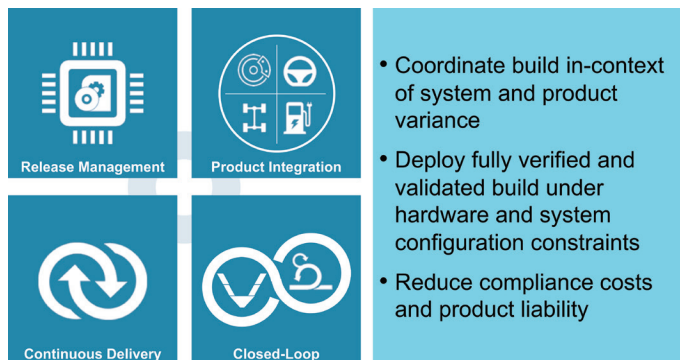 Release Management
Product Integration
Continuous Delivery
Closed-Loop
• Coordinate build in-context
of system and product
variance
• Deploy fully verified and
validated build under
hardware and system
configuration constraints
• Reduce compliance costs
and product liability